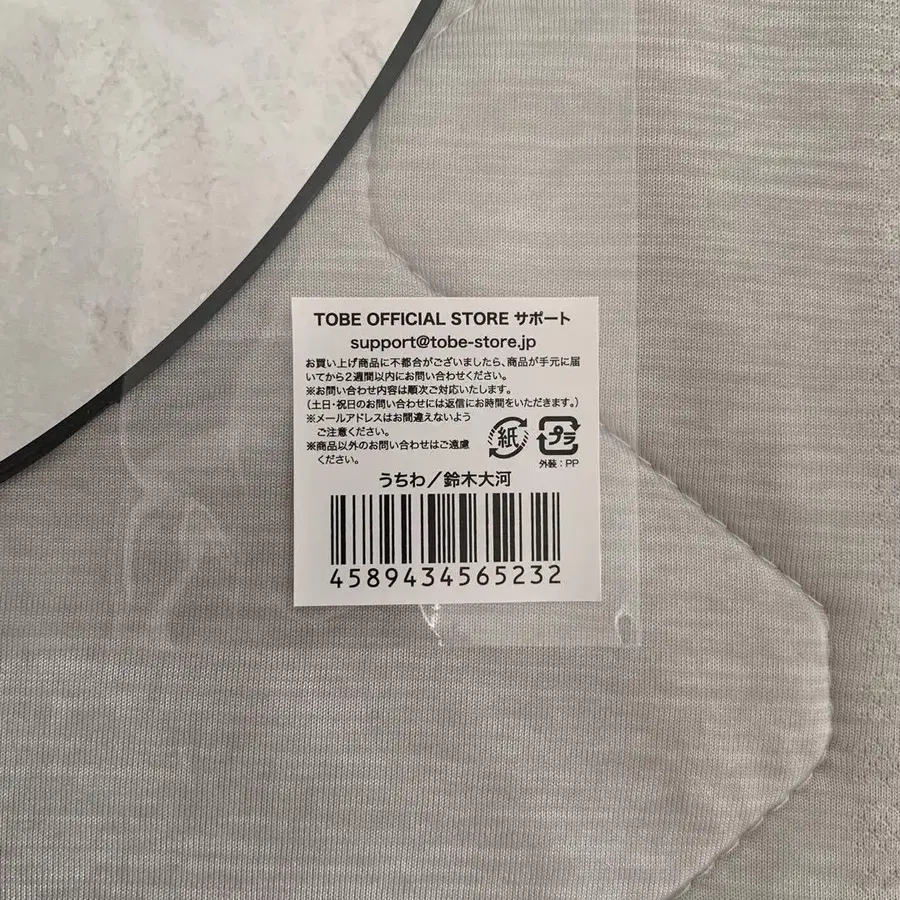 TOBE OFFICIAL STORE サポート
support@tobe-store.jp
お買い上げ商品に不都合がございましたら、商品が手元に届
いてから2週間以内にお問い合わせください。
※お問い合わせ内容は順次ご対応いたします。
(土日・祝日のお問い合わせには返信にお時間をいただきます。)
※メールアドレスはお間違えないよう
ご注意ください。
※商品以外のお問い合わせはご遠慮
ください。
紙
プラ
外装：PP
うちわ／鈴木大河
4589434565232